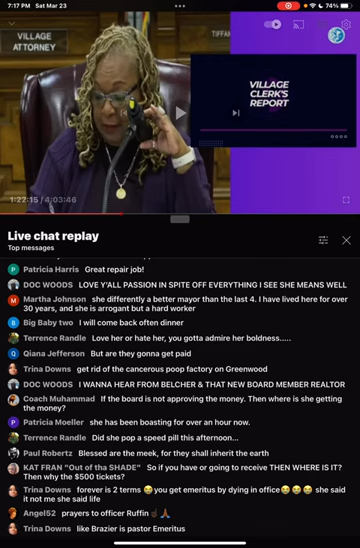 7:17 PM Sat Mar 23
74%
VILLAGE
ATTORNEY
TIFFAN
VILLAGE
CLERK'S
REPORT
1:22:15 / 4:03:46
Live chat replay
Top messages
Patricia Harris Great repair job!
DOC WOODS LOVE Y'ALL PASSION IN SPITE OFF EVERYTHING I SEE SHE MEANS WELL
Martha Johnson she differently a better mayor than the last 4. I have lived here for over
30 years, and she is arrogant but a hard worker
Big Baby two I will come back often dinner
Terrence Randle Love her or hate her, you gotta admire her boldness.....
Qiana Jefferson But are they gonna get paid
Trina Downs get rid of the cancerous poop factory on Greenwood
DOC WOODS I WANNA HEAR FROM BELCHER & THAT NEW BOARD MEMBER REALTOR
Coach Muhammad If the board is not approving the money. Then where is she getting
the money?
Patricia Moeller she has been boasting for over an hour now.
Terrence Randle Did she pop a speed pill this afternoon...
Paul Robertz Blessed are the meek, for they shall inherit the earth
KAT FRAN "Out of tha SHADE" So if you have or going to receive THEN WHERE IS IT?
Then why the $500 tickets?
Trina Downs forever is 2 terms 😂you get emeritus by dying in office😂😂😂 she said
it not me she said life
Angel52 prayers to officer Ruffin ☝🏿🙏🏾
Trina Downs like Brazier is pastor Emeritus